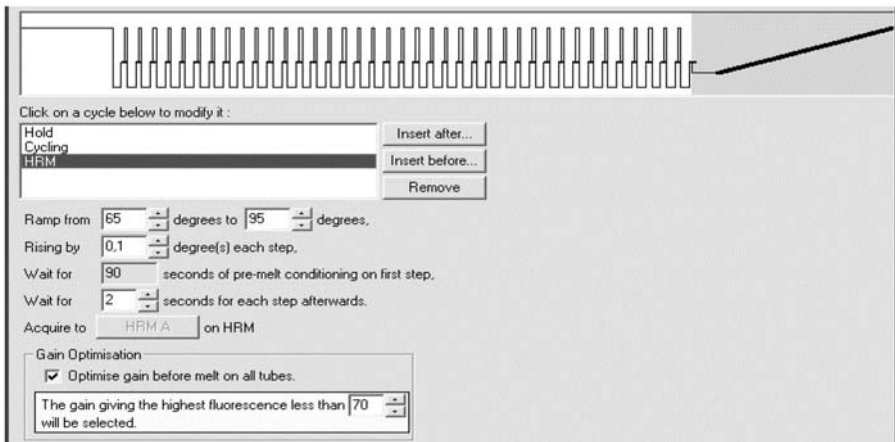 Click on a cycle below to modify it :
Hold
Cycling
HRM
Insert after...
Insert before...
Remove
Ramp from 65 degrees to 95 degrees,
Rising by 0,1 degree(s) each step,
Wait for 90 seconds of pre-melt conditioning on first step,
Wait for 2 seconds for each step afterwards.
Acquire to HRM A on HRM
Gain Optimisation
Optimise gain before melt on all tubes.
The gain giving the highest fluorescence less than 70
will be selected.